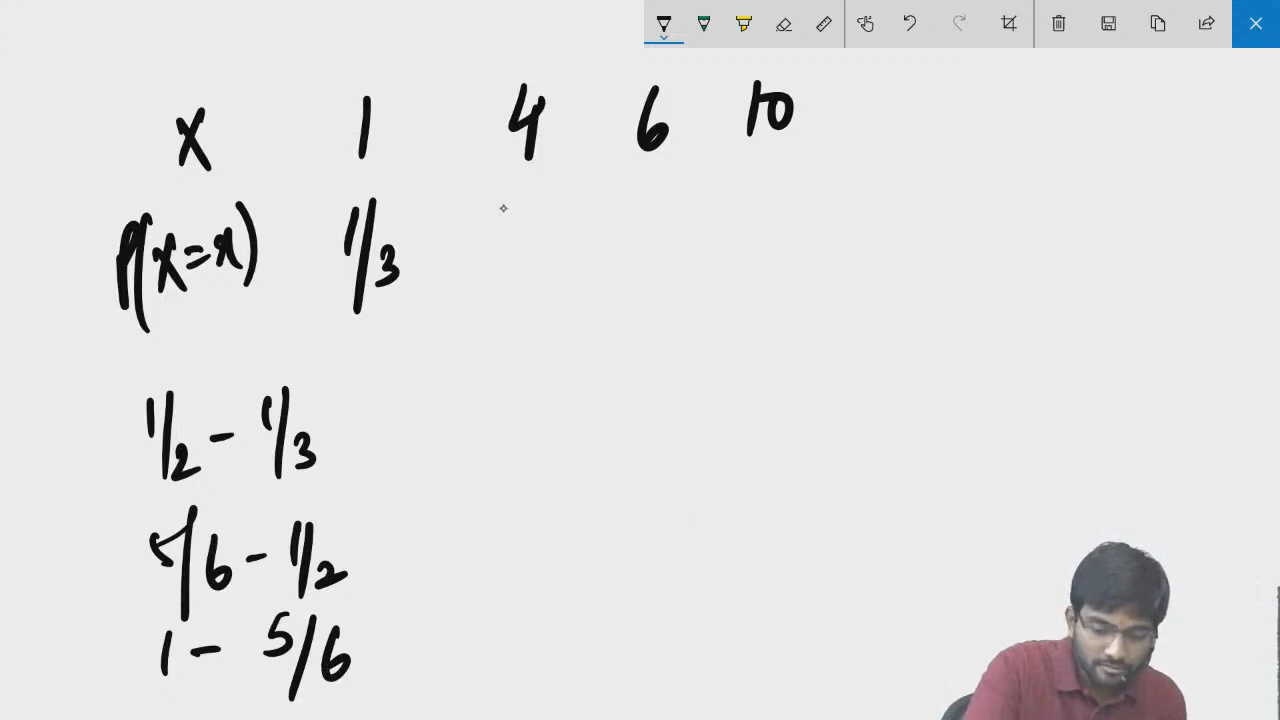 X 1 4 6 10
P(X=x) 1/3
1/2 - 1/3
5/6 - 1/2
1 - 5/6